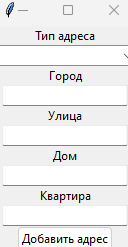 Тип адреса
Город
Улица
Дом
Квартира
Добавить адрес